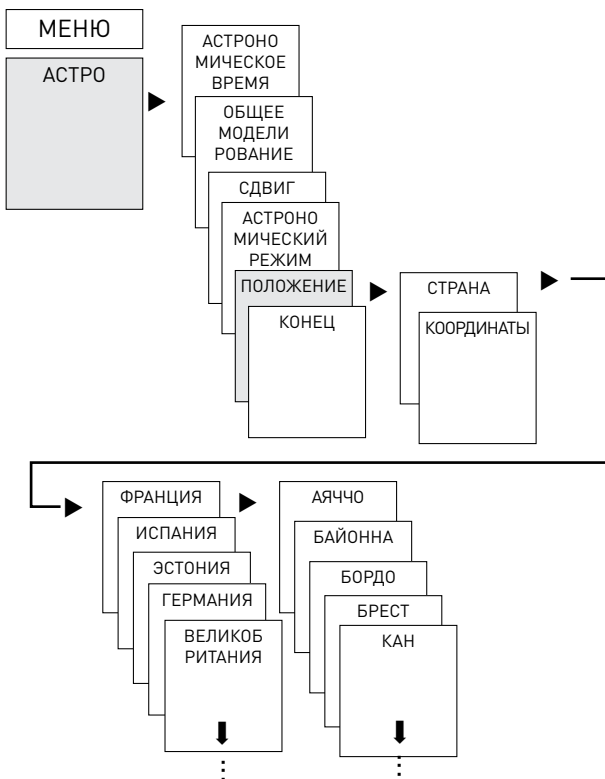 МЕНЮ
АСТРО
АСТРОНО
МИЧЕСКОЕ
ВРЕМЯ
ОБЩЕЕ
МОДЕЛИ
РОВАНИЕ
СДВИГ
АСТРОНО
МИЧЕСКИЙ
РЕЖИМ
ПОЛОЖЕНИЕ
КОНЕЦ
СТРАНА
КООРДИНАТЫ
ФРАНЦИЯ
ИСПАНИЯ
ЭСТОНИЯ
ГЕРМАНИЯ
ВЕЛИКОБ
РИТАНИЯ
АЯЧЧО
БАЙОННА
БОРДО
БРЕСТ
КАН